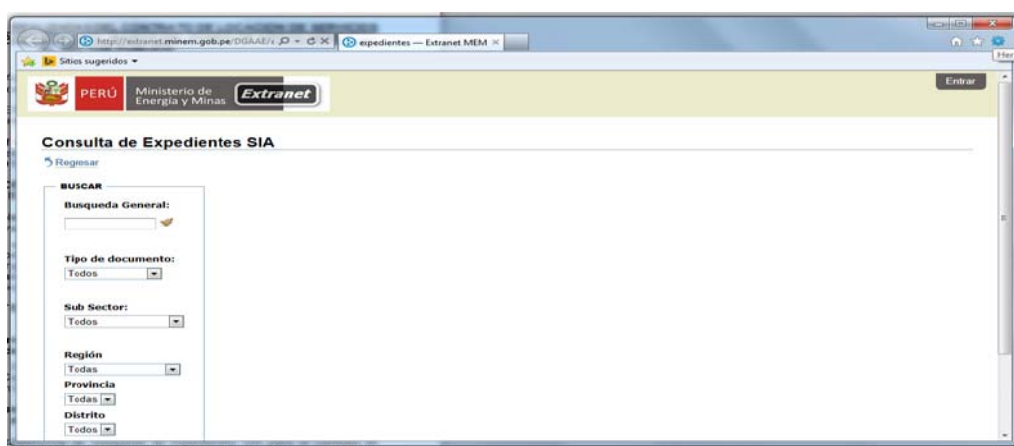 http://extranet.minem.gob.pe/DGAAE/
expedientes — Extranet MEM
Sitios sugeridos
PERÚ
Ministerio de
Energía y Minas
Extranet
Entrar
Her
Consulta de Expedientes SIA
Regresar
BUSCAR
Busqueda General:
Tipo de documento:
Todos
Sub Sector:
Todos
Región
Todas
Provincia
Todas
Distrito
Todos